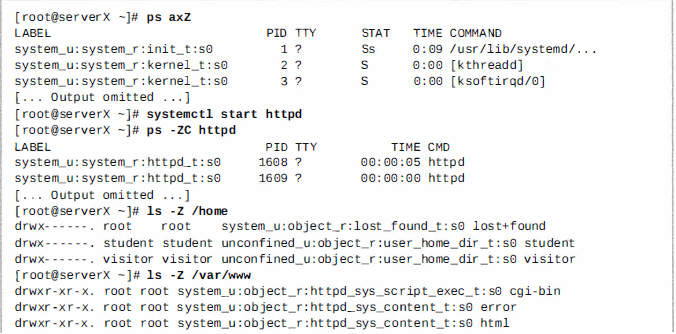 [root@serverX ~]# ps axZ
LABEL                           PID TTY      STAT   TIME COMMAND
system_u:system_r:init_t:s0       1 ?        Ss     0:09 /usr/lib/systemd/...
system_u:system_r:kernel_t:s0     2 ?        S      0:00 [kthreadd]
system_u:system_r:kernel_t:s0     3 ?        S      0:00 [ksoftirqd/0]
[... Output omitted ...]
[root@serverX ~]# systemctl start httpd
[root@serverX ~]# ps -ZC httpd
LABEL                           PID TTY          TIME CMD
system_u:system_r:httpd_t:s0   1608 ?        00:00:05 httpd
system_u:system_r:httpd_t:s0   1609 ?        00:00:00 httpd
[... Output omitted ...]
[root@serverX ~]# ls -Z /home
drwx------. root    root    system_u:object_r:lost_found_t:s0 lost+found
drwx------. student student unconfined_u:object_r:user_home_dir_t:s0 student
drwx------. visitor visitor unconfined_u:object_r:user_home_dir_t:s0 visitor
[root@serverX ~]# ls -Z /var/www
drwxr-xr-x. root root system_u:object_r:httpd_sys_script_exec_t:s0 cgi-bin
drwxr-xr-x. root root system_u:object_r:httpd_sys_content_t:s0 error
drwxr-xr-x. root root system_u:object_r:httpd_sys_content_t:s0 html